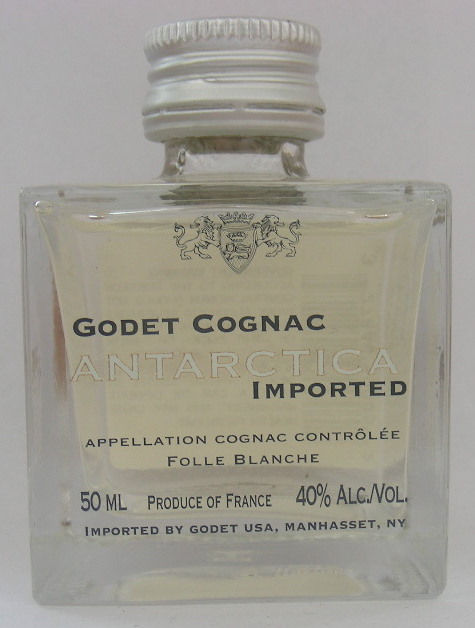 GODET COGNAC
ANTARCTICA
IMPORTED
APPELLATION COGNAC CONTRÔLÉE
FOLLE BLANCHE
50 ML PRODUCE OF FRANCE 40% ALC./VOL.
IMPORTED BY GODET USA, MANHASSET, NY